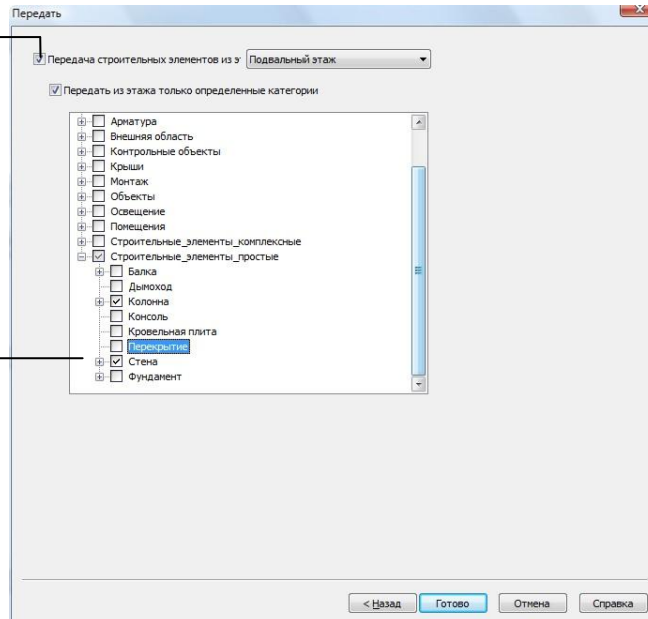 Передать
Передача строительных элементов из э Подвальный этаж
Передать из этажа только определенные категории
Арматура
Внешняя область
Контрольные объекты
Крыши
Монтаж
Объекты
Освещение
Помещения
Строительные_элементы_комплексные
Строительные_элементы_простые
Балка
Дымоход
Колонна
Консоль
Кровельная плита
Перекрытие
Стена
Фундамент
< Назад Готово Отмена Справка